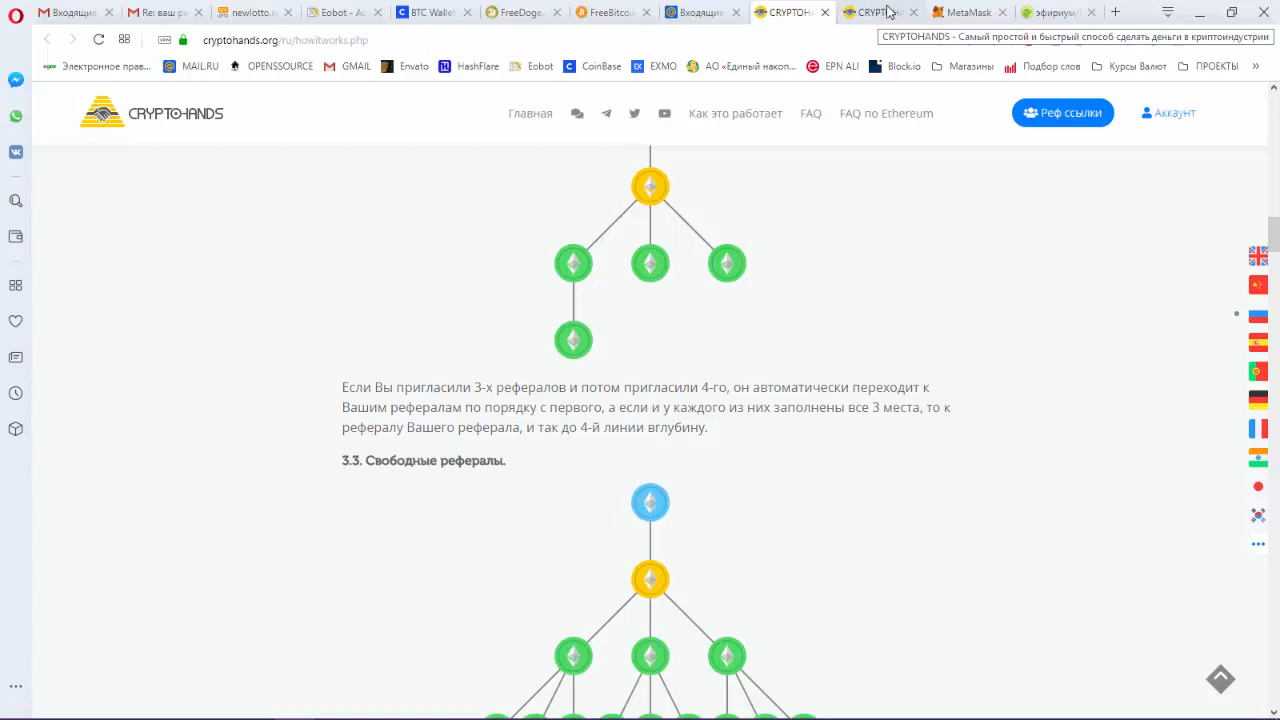 Входящие
Re: ваш р
newlotto.r
Eobot - Ac
BTC Wallet
FreeDoge.
FreeBitco.i
Входящие
CRYPTOHA
CRYPTO
MetaMask
эфириум/
VPN
cryptohands.org/ru/howitworks.php
CRYPTOHANDS - Самый простой и быстрый способ сделать деньги в криптоиндустрии
Электронное прав...
MAIL.RU
OPENSSOURCE
GMAIL
Envato
HashFlare
Eobot
CoinBase
EXMO
АО «Единый накоп...
EPN ALI
Block.io
Магазины
Подбор слов
Курсы Валют
ПРОЕКТЫ
CRYPTOHANDS
Главная
Как это работает
FAQ
FAQ по Ethereum
Реф ссылки
Аккаунт
Если Вы пригласили 3-х рефералов и потом пригласили 4-го, он автоматически переходит к
Вашим рефералам по порядку с первого, а если и у каждого из них заполнены все 3 места, то к
рефералу Вашего реферала, и так до 4-й линии вглубину.
3.3. Свободные рефералы.